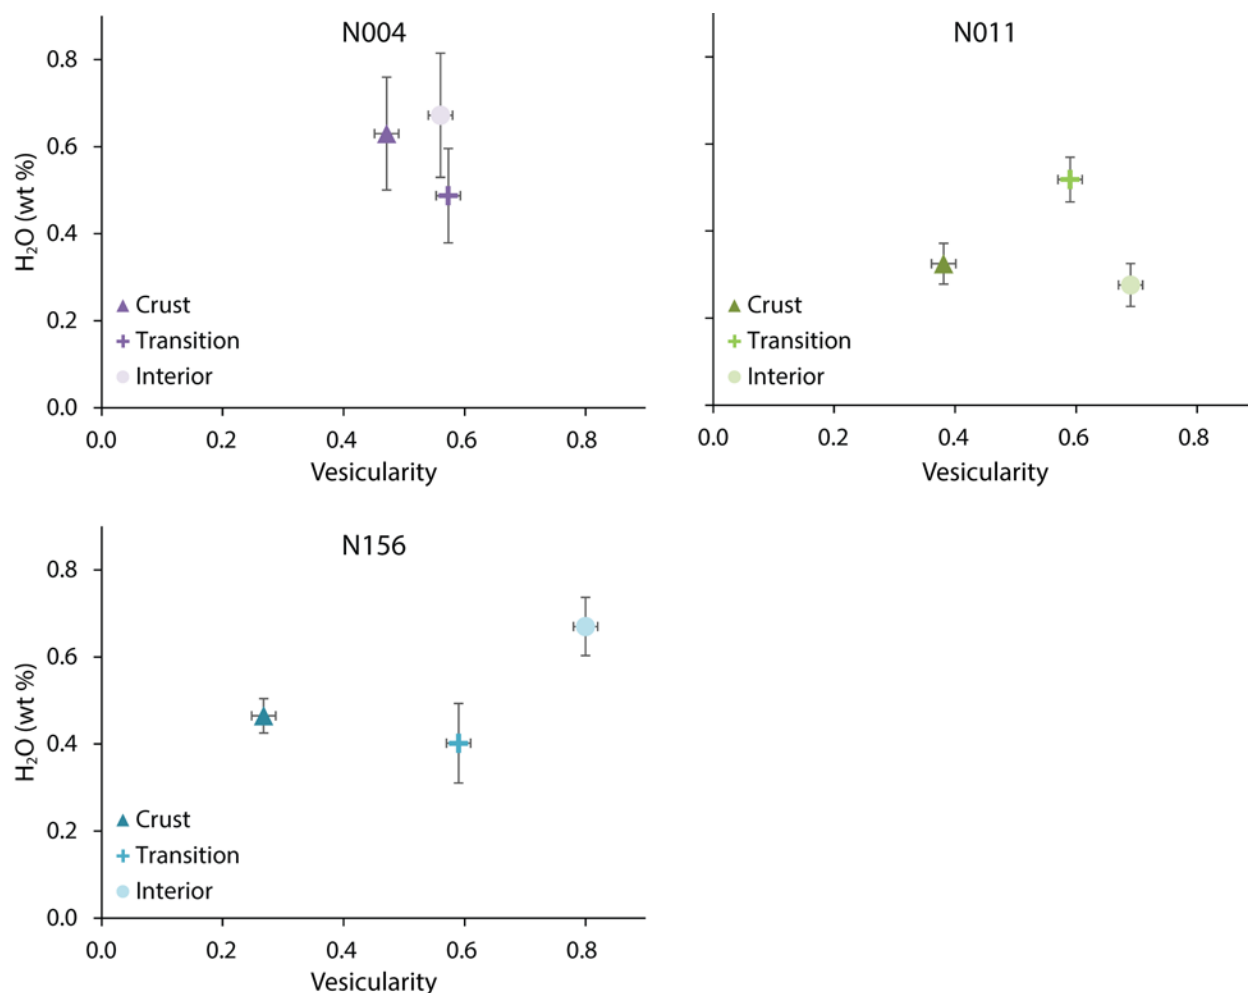 N004
0.8
0.6
0.4
0.2
0.0
H₂O (wt %)
Crust
Transition
Interior
0.0 0.2 0.4 0.6 0.8
Vesicularity
N011
Crust
Transition
Interior
0.0 0.2 0.4 0.6 0.8
Vesicularity
N156
0.8
0.6
0.4
0.2
0.0
H₂O (wt %)
Crust
Transition
Interior
0.0 0.2 0.4 0.6 0.8
Vesicularity